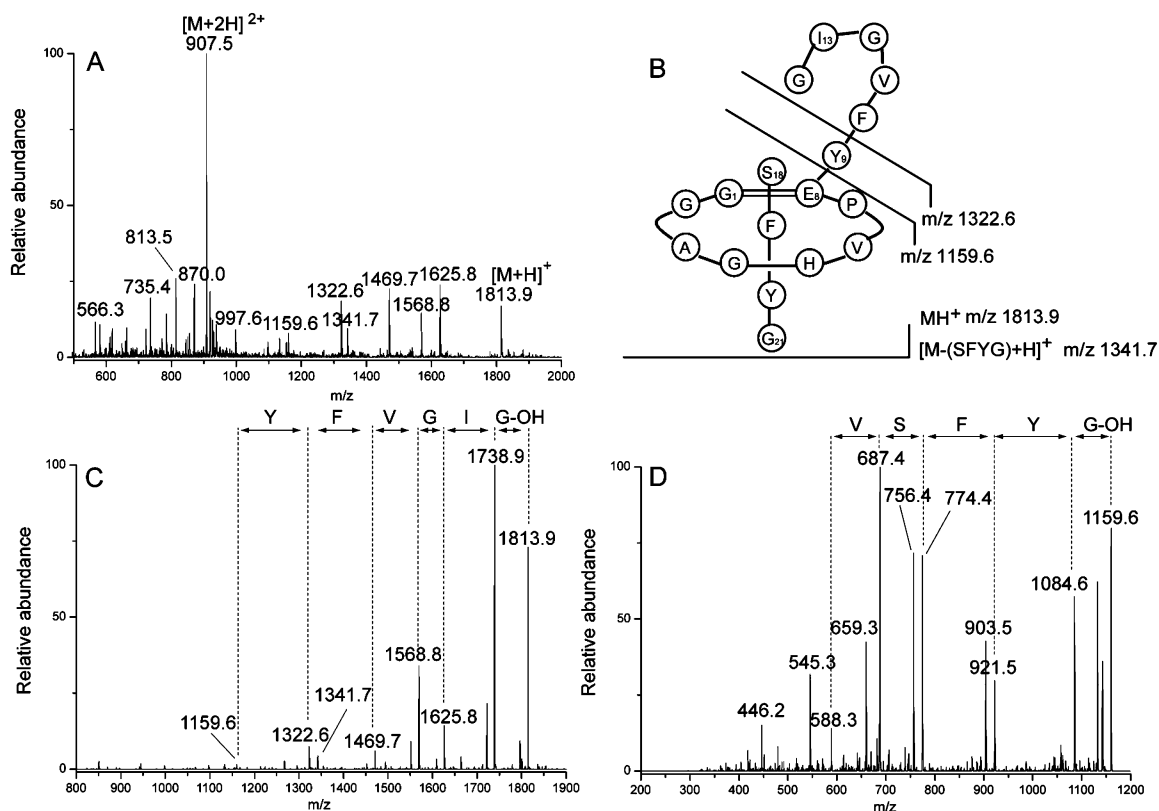 A
[M+2H] 2+
907.5
Relative abundance
100
50
0
566.3
735.4
813.5
870.0
997.6
1159.6
1322.6
1341.7
1469.7
1568.8
1625.8
[M+H]+
1813.9
600 800 1000 1200 1400 1600 1800 2000
m/z
B
I13 G
G V
F
Y9
S18
G G1 E8 P
F
A G H V
Y
G21
m/z 1322.6
m/z 1159.6
MH+ m/z 1813.9
[M-(SFYG)+H]+ m/z 1341.7
C
Y F V G I G-OH
Relative abundance
100
50
0
1738.9
1813.9
1568.8
1625.8
1341.7
1159.6
1322.6
1469.7
800 900 1000 1100 1200 1300 1400 1500 1600 1700 1800 1900
m/z
D
V S F Y G-OH
Relative abundance
100
50
0
687.4
756.4 774.4
1159.6
1084.6
659.3
903.5
921.5
545.3
588.3
446.2
200 400 600 800 1000 1200
m/z